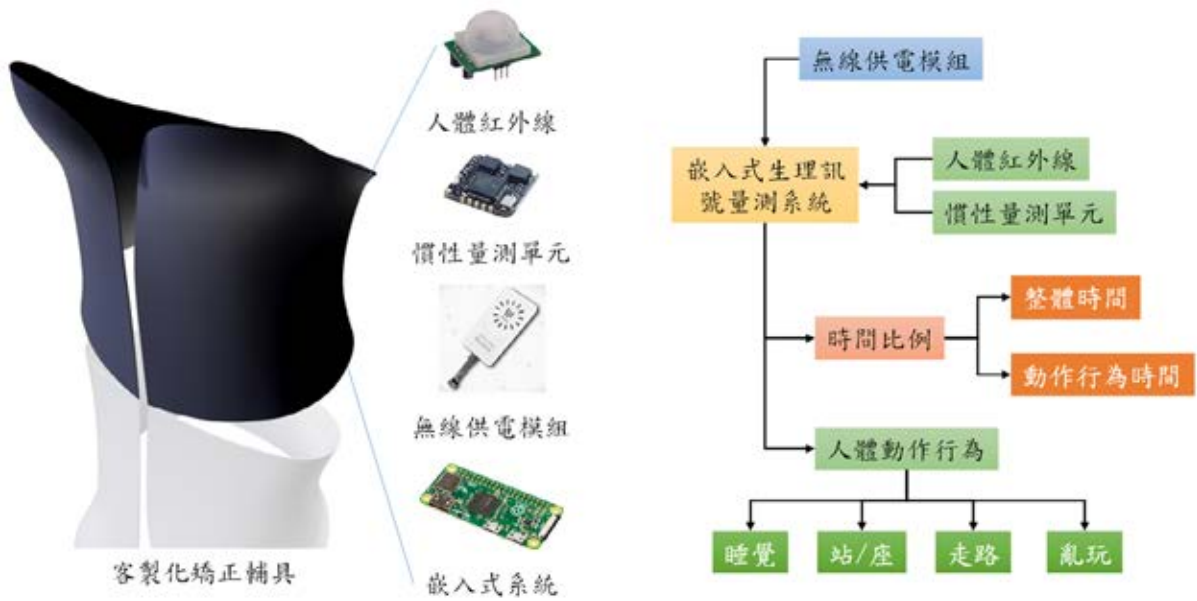 人體紅外線
慣性量測單元
無線供電模組
嵌入式系統
客製化矯正輔具
無線供電模組
嵌入式生理訊
號量測系統
人體紅外線
慣性量測單元
時間比例
整體時間
動作行為時間
人體動作行為
睡覺
站/座
走路
亂玩